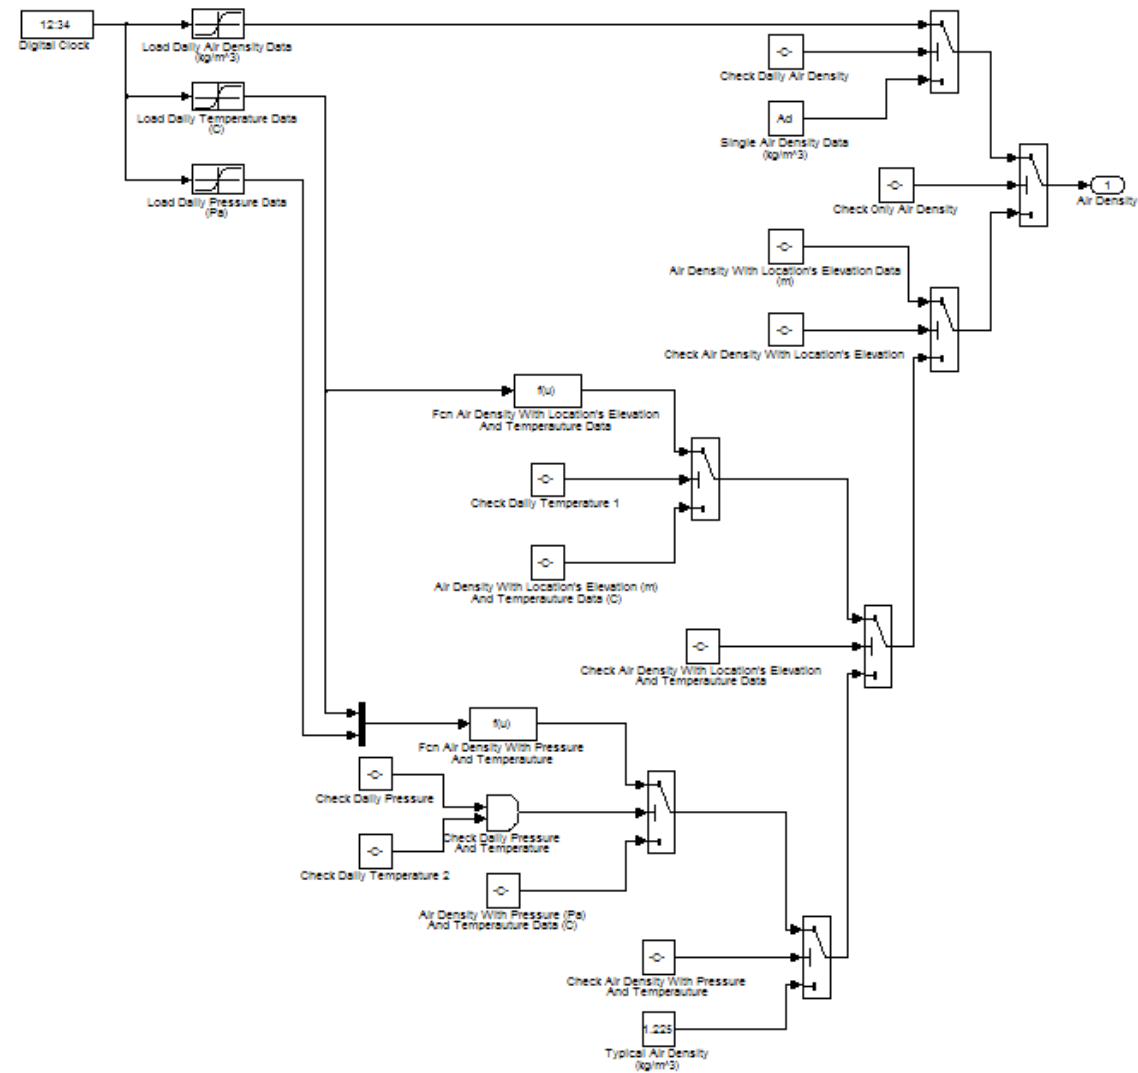 12:34
Digital Clock
Load Daily Air Density Data
(kg/m^3)
-C-
Check Daily Air Density
Load Daily Temperature Data
(C)
Ad
Single Air Density Data
(kg/m^3)
Load Daily Pressure Data
(Pa)
-C-
Check Only Air Density
1
Air Density
-C-
Air Density With Location's Elevation Data
(m)
-C-
Check Air Density With Location's Elevation
f(u)
Fcn Air Density With Location's Elevation
And Temperauture Data
-C-
Check Daily Temperature 1
-C-
Air Density With Location's Elevation (m)
And Temperauture Data (C)
-C-
Check Air Density With Location's Elevation
And Temperauture Data
f(u)
Fcn Air Density With Pressure
And Temperauture
-C-
Check Daily Pressure
Check Daily Pressure
And Temperature
-C-
Check Daily Temperature 2
-C-
Air Density With Pressure (Pa)
And Temperauture Data (C)
-C-
Check Air Density With Pressure
And Temperauture
1.225
Typical Air Density
(kg/m^3)